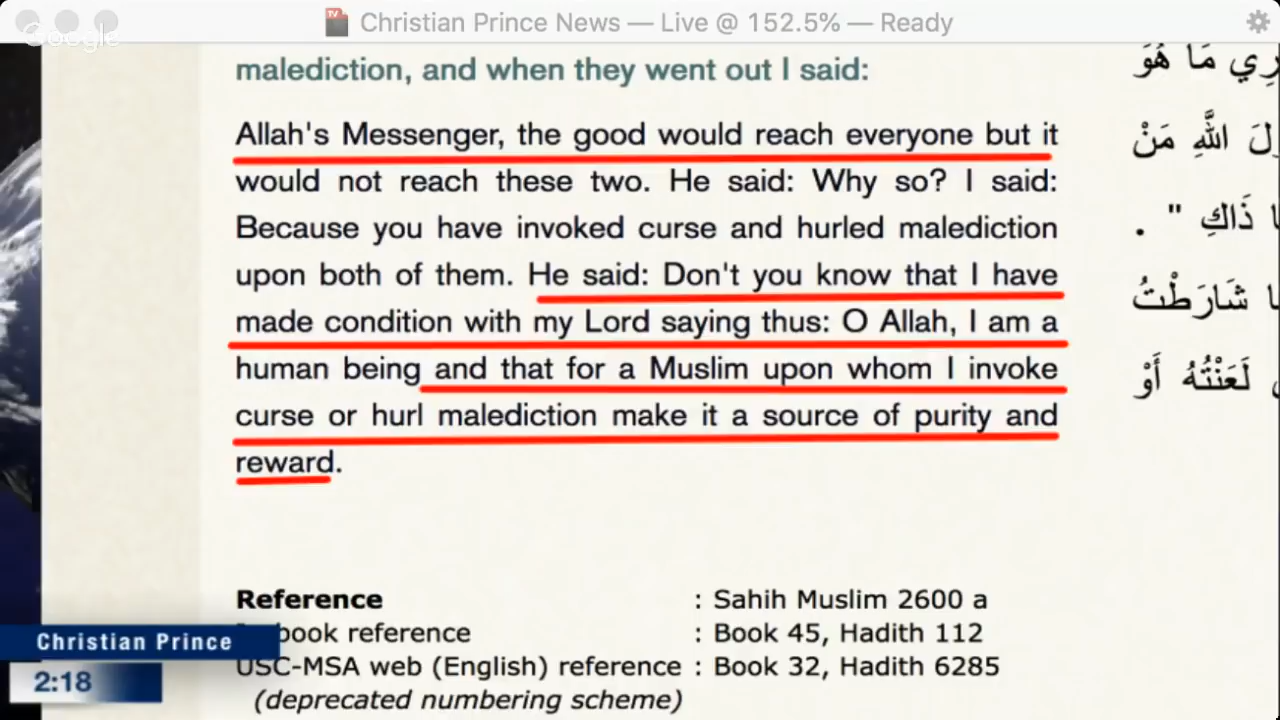 Christian Prince News — Live @ 152.5% — Ready
Google
malediction, and when they went out I said:
Allah's Messenger, the good would reach everyone but it
would not reach these two. He said: Why so? I said:
Because you have invoked curse and hurled malediction
upon both of them. He said: Don't you know that I have
made condition with my Lord saying thus: O Allah, I am a
human being and that for a Muslim upon whom I invoke
curse or hurl malediction make it a source of purity and
reward.
مَا هُوَ
اللَّهِ مَنْ
ذَاكِ " .
شَارَطْتُ
لَعَنْتُهُ أَوْ
Reference : Sahih Muslim 2600 a
book reference : Book 45, Hadith 112
USC-MSA web (English) reference : Book 32, Hadith 6285
(deprecated numbering scheme)
Christian Prince
2:18